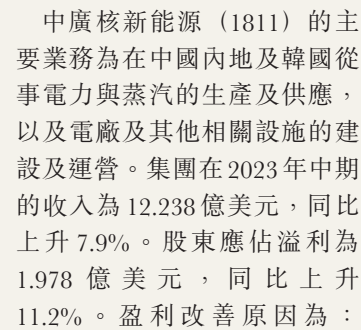 中廣核新能源（1811）的主
要業務為在中國內地及韓國從
事電力與蒸汽的生產及供應，
以及電廠及其他相關設施的建
設及運營。集團在2023年中期
的收入為12.238億美元，同比
上升7.9%。股東應佔溢利為
1.978 億美元，同比上升
11.2%。盈利改善原因為：